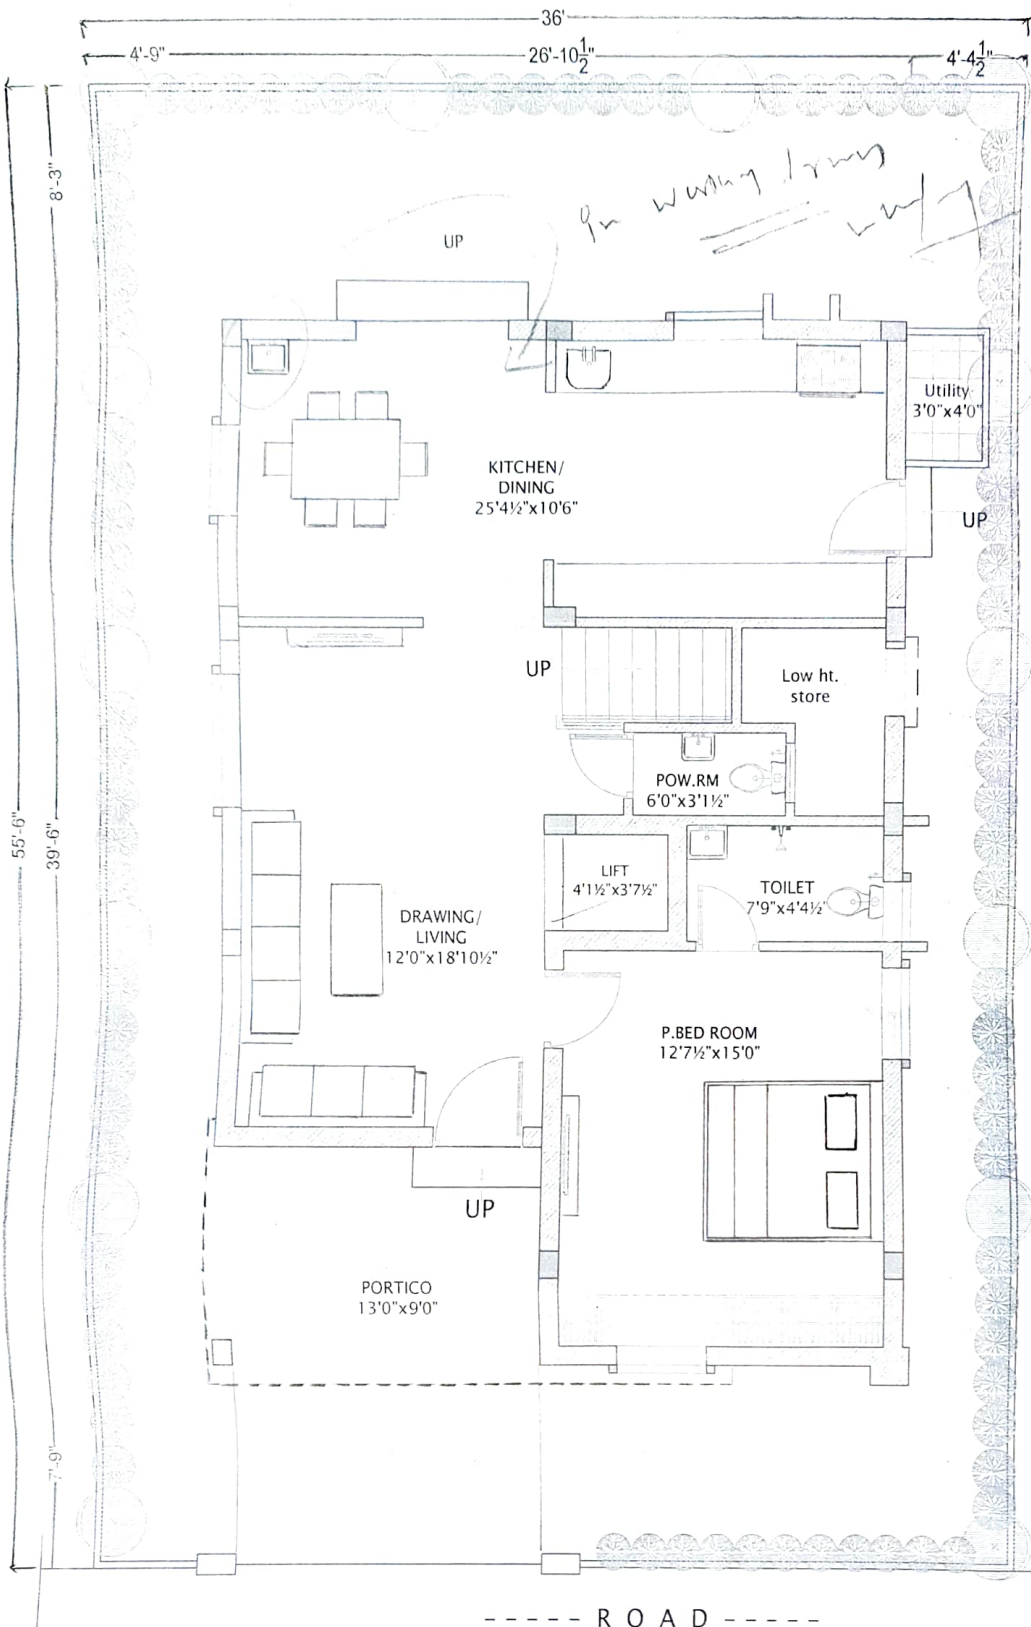 36'
4'-9"
26'-10½"
4'-4½"
8'-3"
UP
Utility
3'0"x4'0"
KITCHEN/
DINING
25'4½"x10'6"
UP
UP
Low ht.
store
POW.RM
6'0"x3'1½"
55'-6"
39'-6"
LIFT
4'1½"x3'7½"
TOILET
7'9"x4'4½"
DRAWING/
LIVING
12'0"x18'10½"
P.BED ROOM
12'7½"x15'0"
UP
PORTICO
13'0"x9'0"
7'-9"
----- ROAD -----